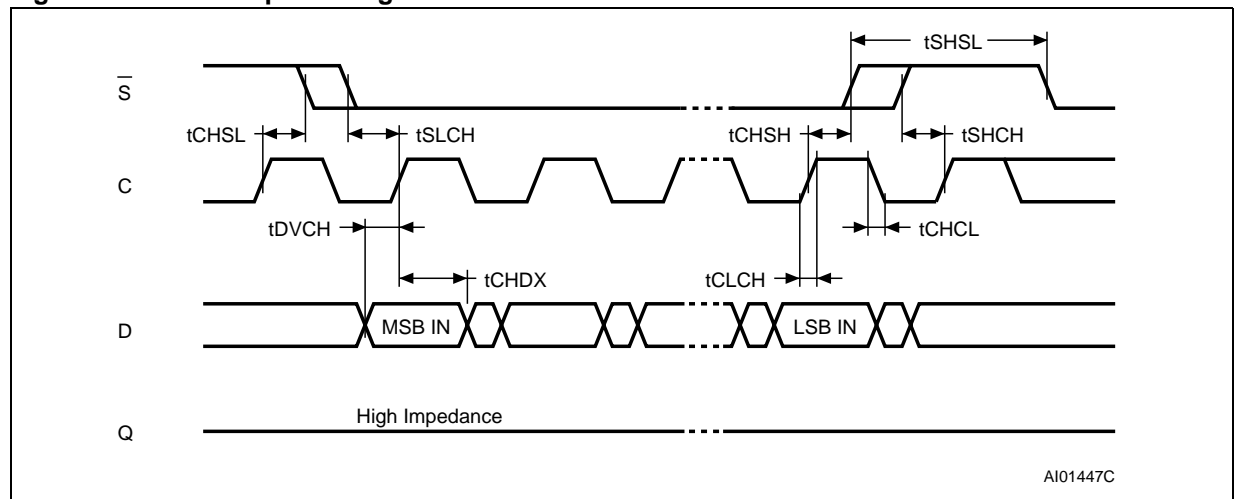 tSHSL
S̅
tCHSL
tSLCH
tCHSH
tSHCH
C
tDVCH
tCHCL
tCHDX
tCLCH
D
MSB IN
LSB IN
High Impedance
Q
AI01447C